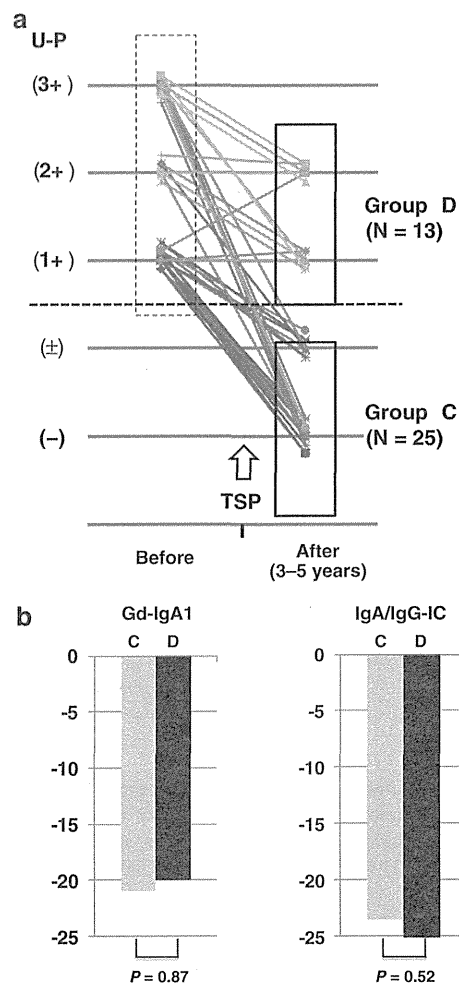 a
U-P
(3+)
(2+)
(1+)
(±)
(-)
Group D
(N = 13)
Group C
(N = 25)
TSP
Before
After
(3–5 years)
b
Gd-IgA1
C D
0
-5
-10
-15
-20
-25
P = 0.87
IgA/IgG-IC
C D
0
-5
-10
-15
-20
-25
P = 0.52